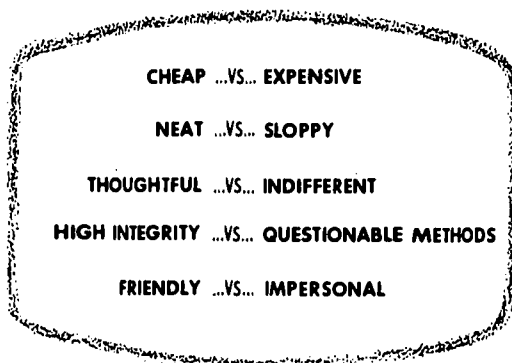 CHEAP ...VS... EXPENSIVE
NEAT ...VS... SLOPPY
THOUGHTFUL ...VS... INDIFFERENT
HIGH INTEGRITY ...VS... QUESTIONABLE METHODS
FRIENDLY ...VS... IMPERSONAL